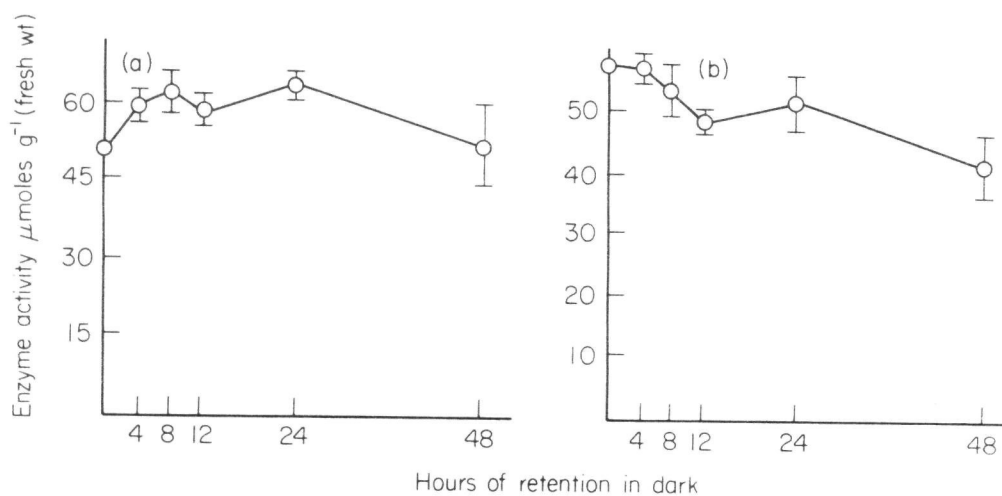 Enzyme activity μmoles g⁻¹ (fresh wt)
(a)
60
45
30
15
4 8 12 24 48
(b)
50
40
30
20
10
4 8 12 24 48
Hours of retention in dark